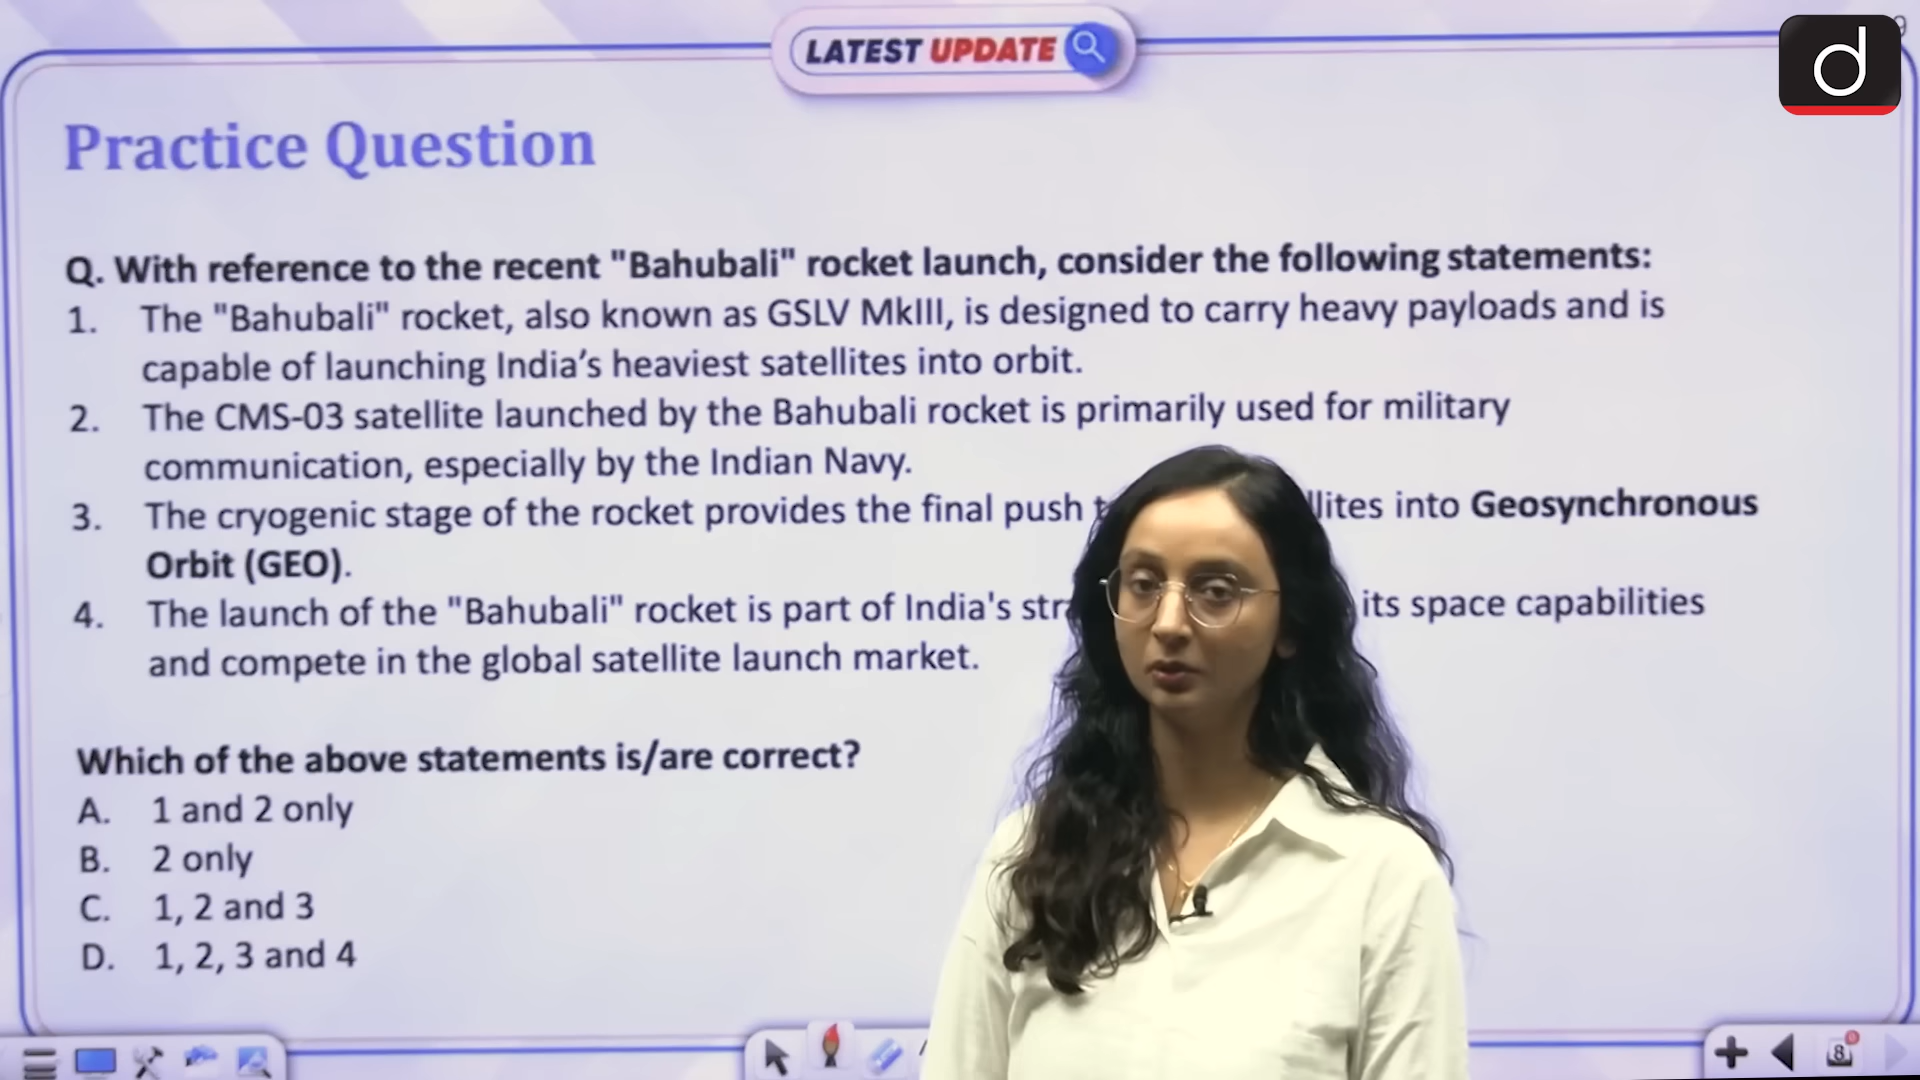 LATEST UPDATE
d
Practice Question
Q. With reference to the recent "Bahubali" rocket launch, consider the following statements:
1. The "Bahubali" rocket, also known as GSLV MkIII, is designed to carry heavy payloads and is
capable of launching India’s heaviest satellites into orbit.
2. The CMS-03 satellite launched by the Bahubali rocket is primarily used for military
communication, especially by the Indian Navy.
3. The cryogenic stage of the rocket provides the final push into Geosynchronous
Orbit (GEO).
4. The launch of the "Bahubali" rocket is part of India's its space capabilities
and compete in the global satellite launch market.
Which of the above statements is/are correct?
A. 1 and 2 only
B. 2 only
C. 1, 2 and 3
D. 1, 2, 3 and 4
8